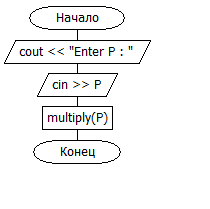 Начало
cout << "Enter P : "
cin >> P
multiply(P)
Конец